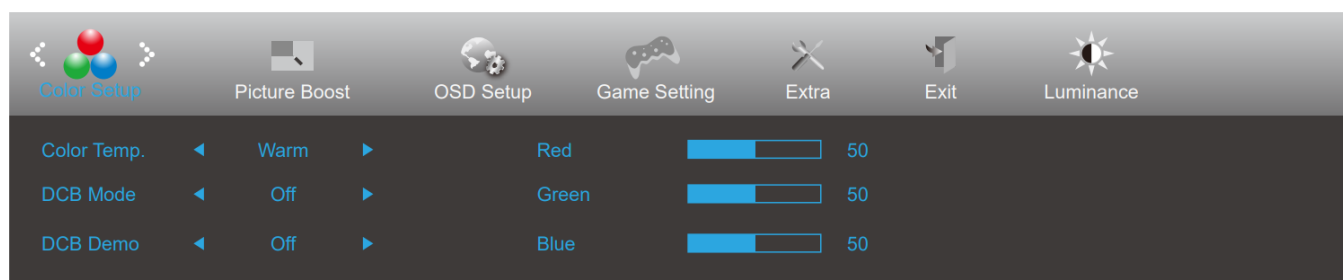 Color Setup Picture Boost OSD Setup Game Setting Extra Exit Luminance
Color Temp. Warm Red 50
DCB Mode Off Green 50
DCB Demo Off Blue 50